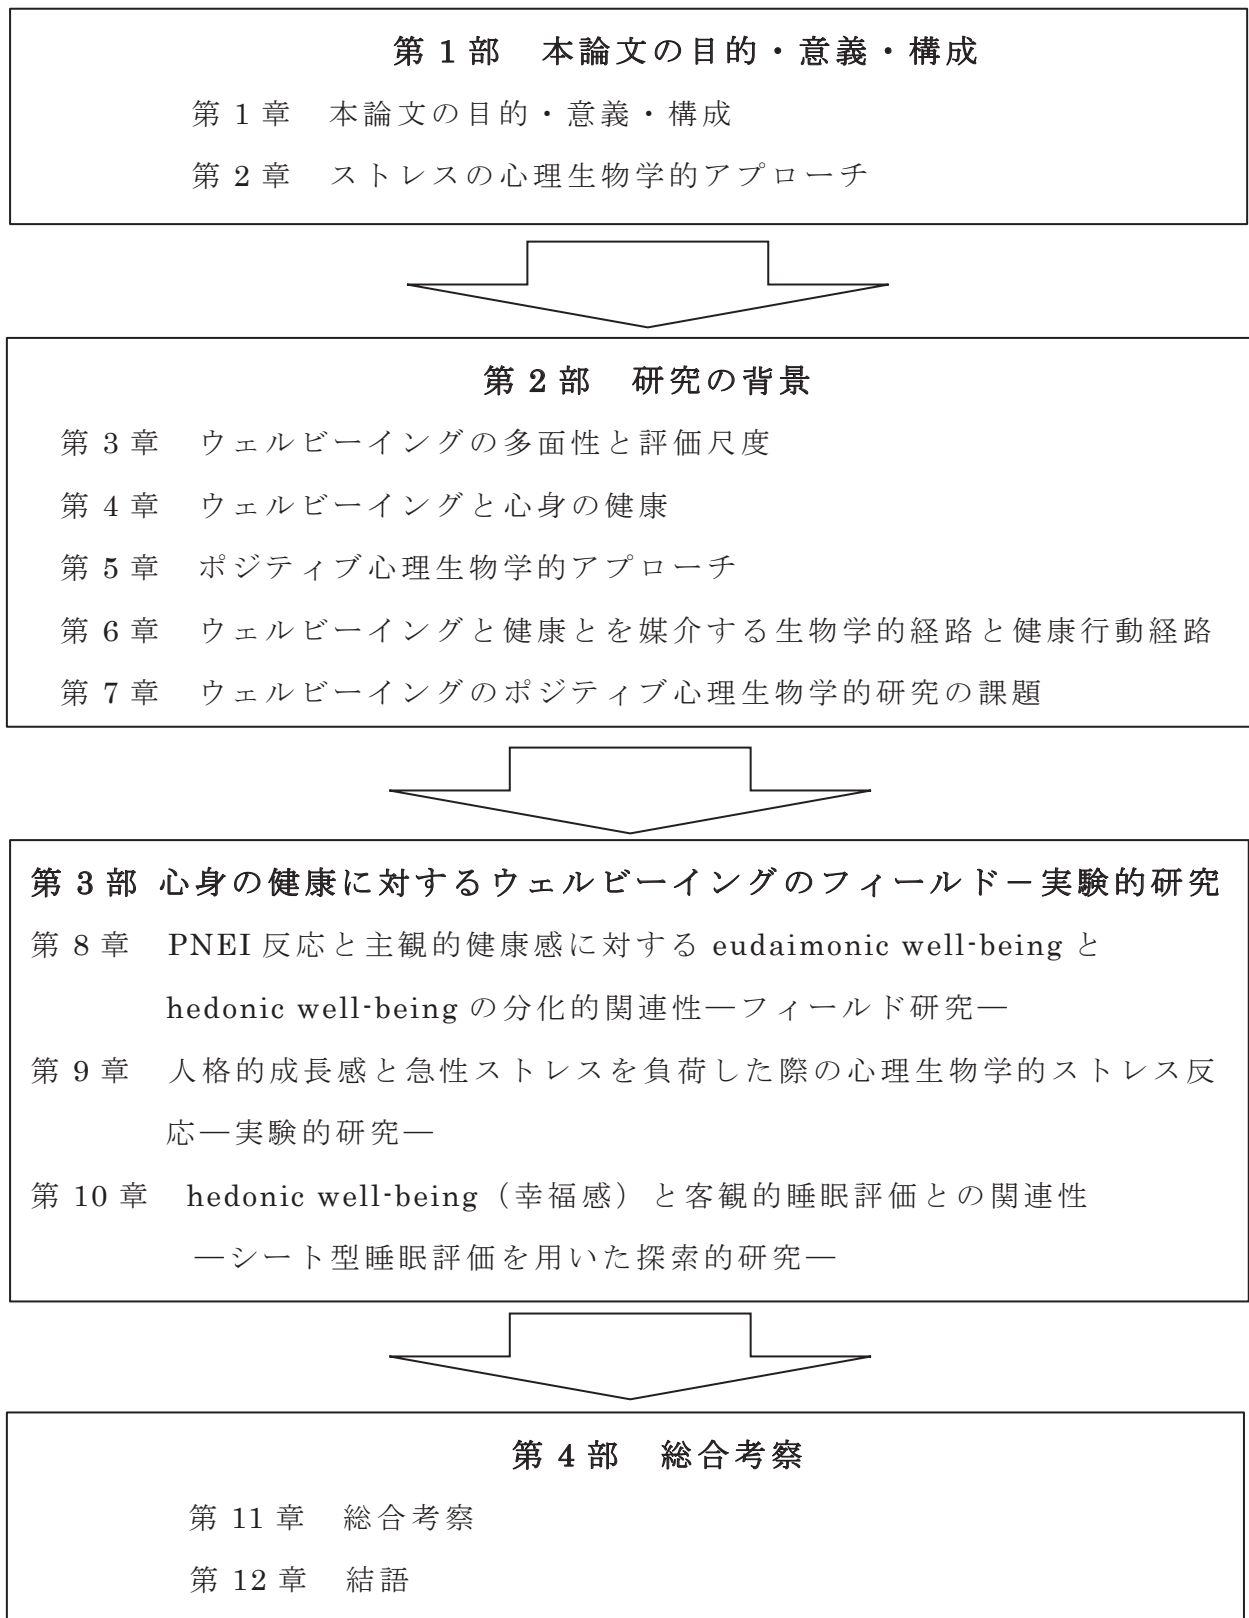 第 1 部　本論文の目的・意義・構成
第 1 章　本論文の目的・意義・構成
第 2 章　ストレスの心理生物学的アプローチ
第 2 部　研究の背景
第 3 章　ウェルビーイングの多面性と評価尺度
第 4 章　ウェルビーイングと心身の健康
第 5 章　ポジティブ心理生物学的アプローチ
第 6 章　ウェルビーイングと健康とを媒介する生物学的経路と健康行動経路
第 7 章　ウェルビーイングのポジティブ心理生物学的研究の課題
第 3 部 心身の健康に対するウェルビーイングのフィールド－実験的研究
第 8 章　PNEI 反応と主観的健康感に対する eudaimonic well-being と
hedonic well-being の分化的関連性―フィールド研究―
第 9 章　人格的成長感と急性ストレスを負荷した際の心理生物学的ストレス反
応―実験的研究―
第 10 章　hedonic well-being（幸福感）と客観的睡眠評価との関連性
―シート型睡眠評価を用いた探索的研究―
第 4 部　総合考察
第 11 章　総合考察
第 12 章　結語